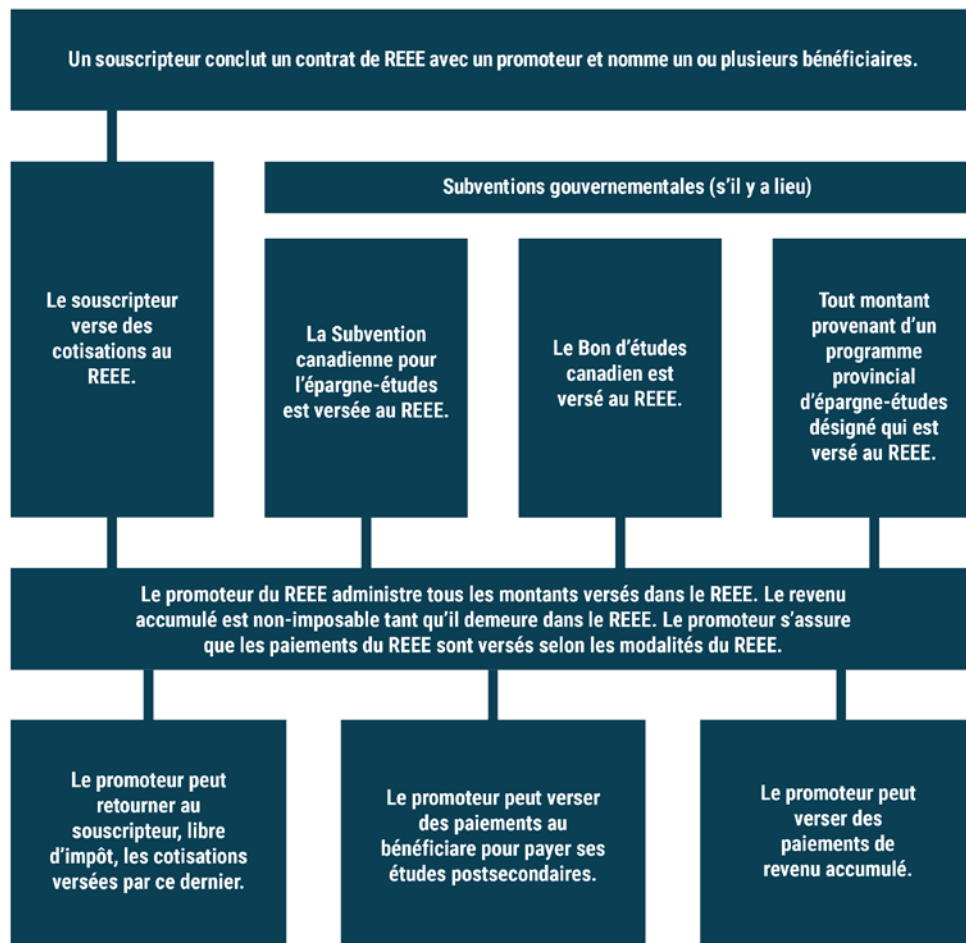 Un souscripteur conclut un contrat de REEE avec un promoteur et nomme un ou plusieurs bénéficiaires.
Le souscripteur
verse des
cotisations au
REEE.
Subventions gouvernementales (s'il y a lieu)
La Subvention
canadienne pour
l'épargne-études
est versée au REEE.
Le Bon d'études
canadien est
versé au REEE.
Tout montant
provenant d'un
programme
provincial
d'épargne-études
désigné qui est
versé au REEE.
Le promoteur du REEE administre tous les montants versés dans le REEE. Le revenu
accumulé est non-imposable tant qu'il demeure dans le REEE. Le promoteur s'assure
que les paiements du REEE sont versés selon les modalités du REEE.
Le promoteur peut
retourner au
souscripteur, libre
d'impôt, les cotisations
versées par ce dernier.
Le promoteur peut verser
des paiements au
bénéficiare pour payer ses
études postsecondaires.
Le promoteur peut
verser des
paiements de
revenu accumulé.